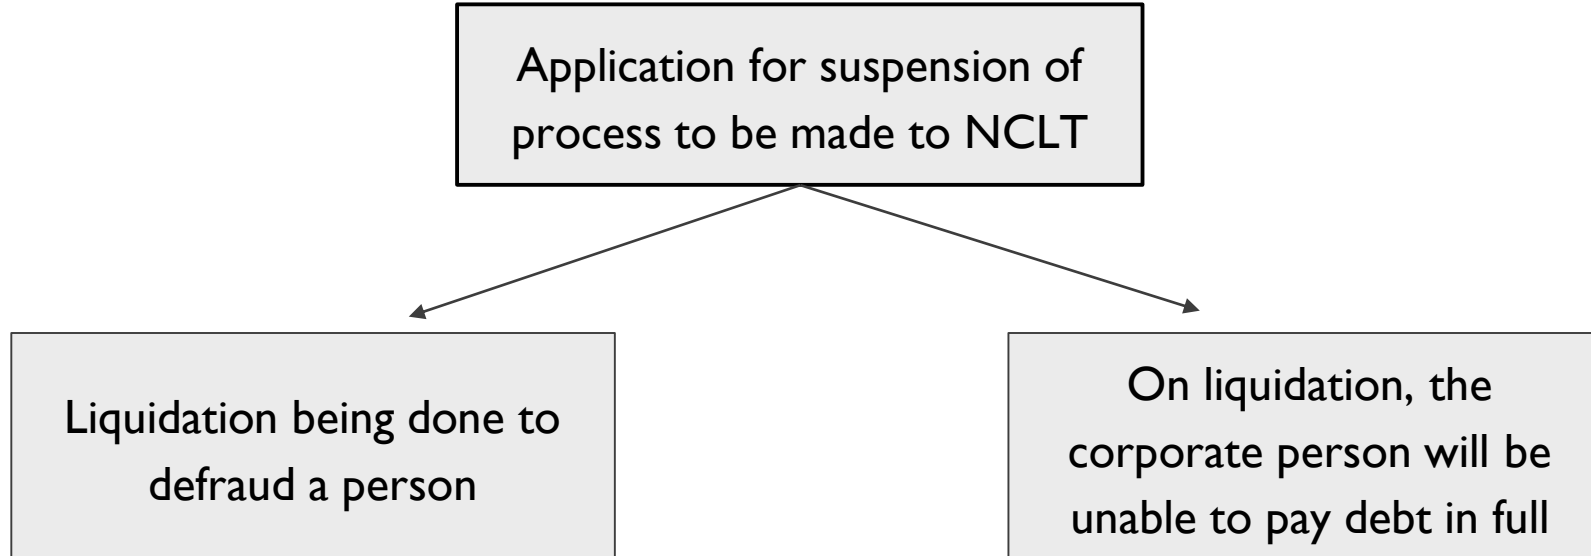 Application for suspension of
process to be made to NCLT
Liquidation being done to
defraud a person
On liquidation, the
corporate person will be
unable to pay debt in full